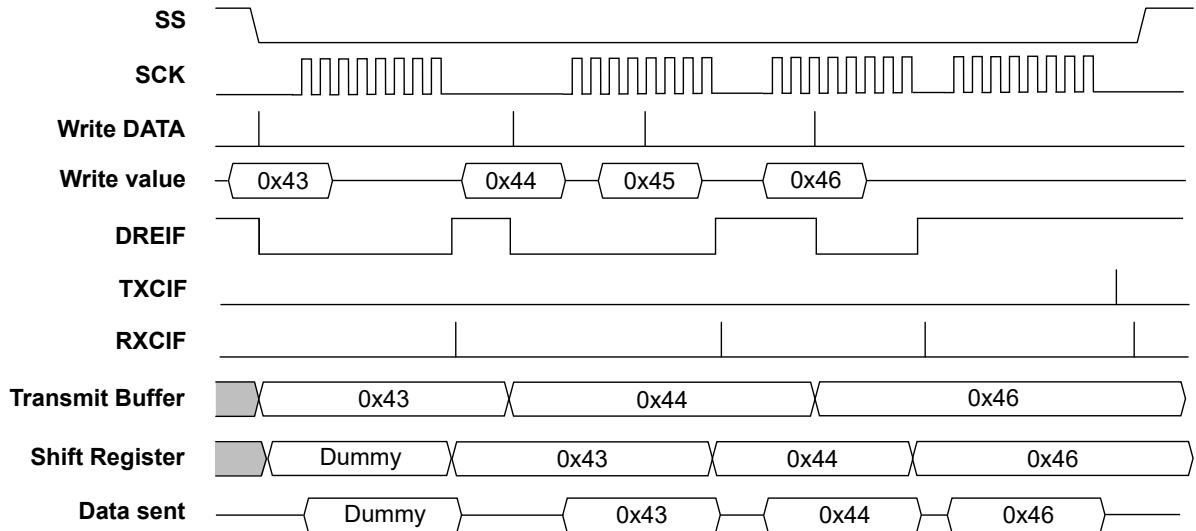 SS
SCK
Write DATA
Write value 0x43 0x44 0x45 0x46
DREIF
TXCIF
RXCIF
Transmit Buffer 0x43 0x44 0x46
Shift Register Dummy 0x43 0x44 0x46
Data sent Dummy 0x43 0x44 0x46